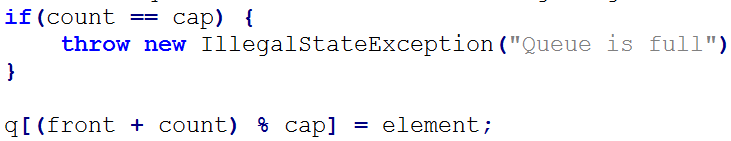 if(count == cap) {
    throw new IllegalStateException("Queue is full")
}
q[(front + count) % cap] = element;